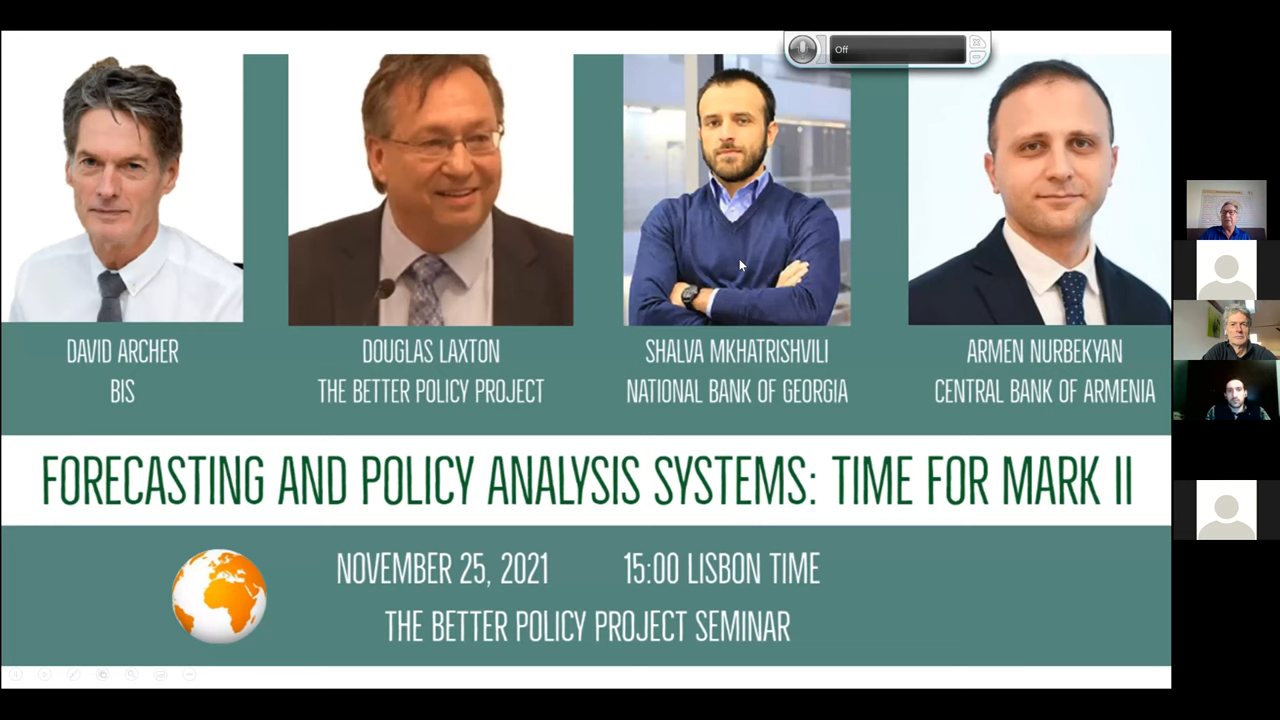 Off
DAVID ARCHER
BIS
DOUGLAS LAXTON
THE BETTER POLICY PROJECT
SHALVA MKHATRISHVILI
NATIONAL BANK OF GEORGIA
ARMEN NURBEKYAN
CENTRAL BANK OF ARMENIA
FORECASTING AND POLICY ANALYSIS SYSTEMS: TIME FOR MARK II
NOVEMBER 25, 2021 15:00 LISBON TIME
THE BETTER POLICY PROJECT SEMINAR